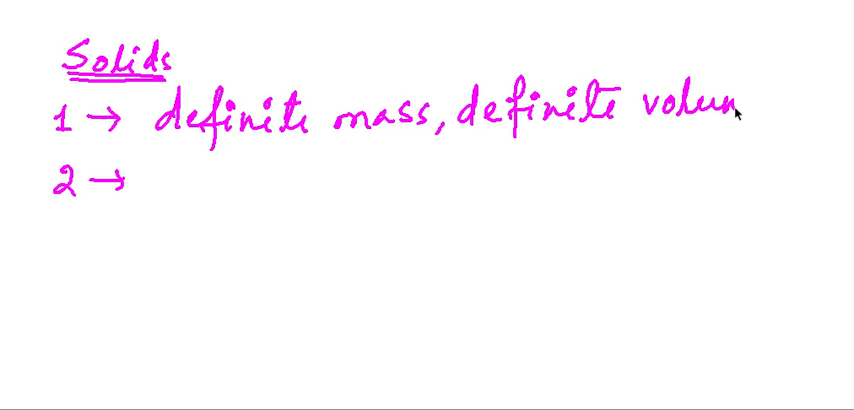 Solids
1 → definite mass, definite volum
2 →